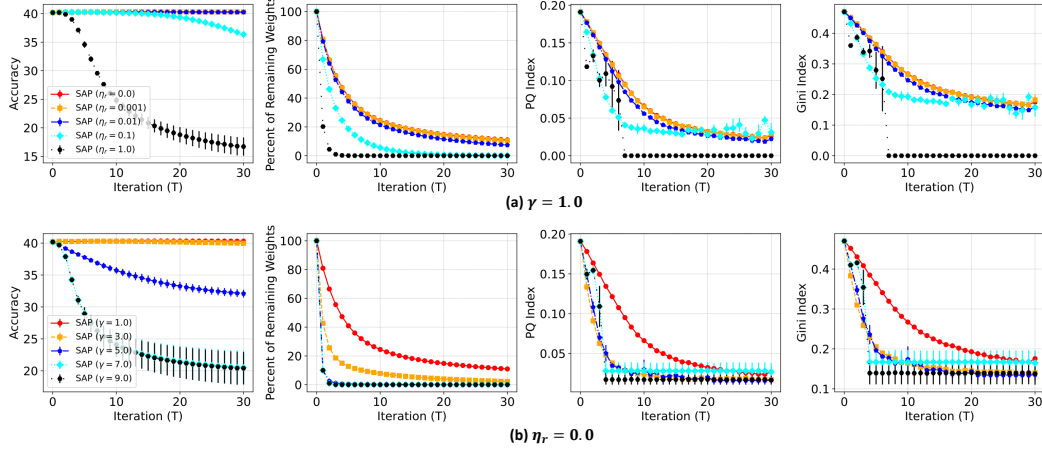 40
35
30
25
20
15
0
10
20
30
Accuracy
Iteration (T)
SAP (ηr = 0.0)
SAP (ηr = 0.001)
SAP (ηr = 0.01)
SAP (ηr = 0.1)
SAP (ηr = 1.0)
100
80
60
40
20
0
0
10
20
30
Percent of Remaining Weights
Iteration (T)
0.20
0.15
0.10
0.05
0.00
0
10
20
30
PQ Index
Iteration (T)
0.4
0.2
0.0
0
10
20
30
Gini Index
Iteration (T)
(a) γ = 1.0
40
35
30
25
20
0
10
20
30
Accuracy
Iteration (T)
SAP (γ = 1.0)
SAP (γ = 3.0)
SAP (γ = 5.0)
SAP (γ = 7.0)
SAP (γ = 9.0)
100
80
60
40
20
0
0
10
20
30
Percent of Remaining Weights
Iteration (T)
0.20
0.15
0.10
0.05
0
10
20
30
PQ Index
Iteration (T)
0.4
0.3
0.2
0.1
0
10
20
30
Gini Index
Iteration (T)
(b) ηr = 0.0